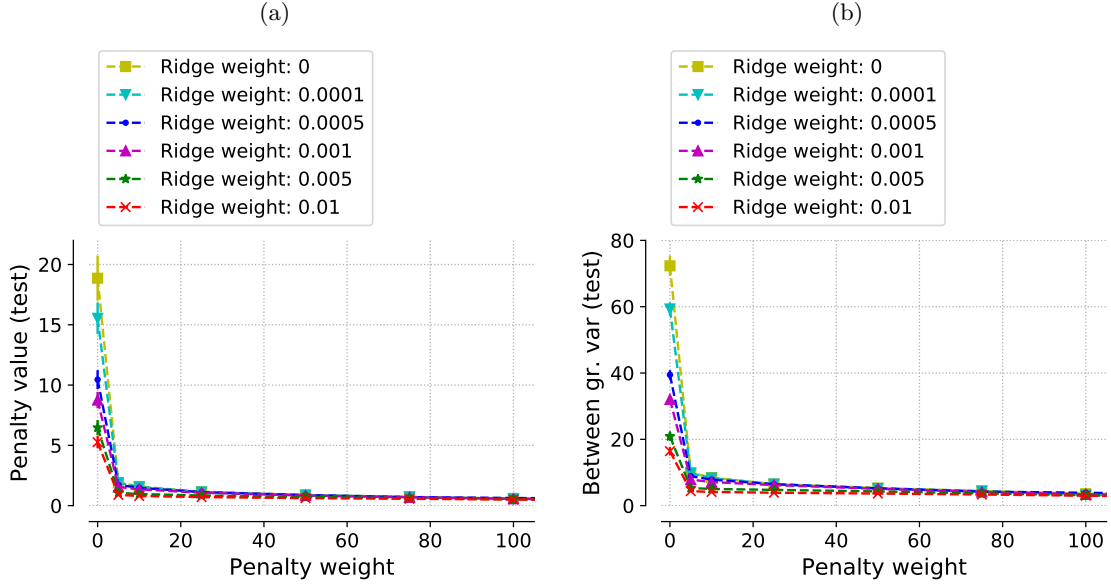 (a)
Ridge weight: 0
Ridge weight: 0.0001
Ridge weight: 0.0005
Ridge weight: 0.001
Ridge weight: 0.005
Ridge weight: 0.01
Penalty value (test)
20
15
10
5
0
0 20 40 60 80 100
Penalty weight
(b)
Ridge weight: 0
Ridge weight: 0.0001
Ridge weight: 0.0005
Ridge weight: 0.001
Ridge weight: 0.005
Ridge weight: 0.01
Between gr. var (test)
80
60
40
20
0
0 20 40 60 80 100
Penalty weight